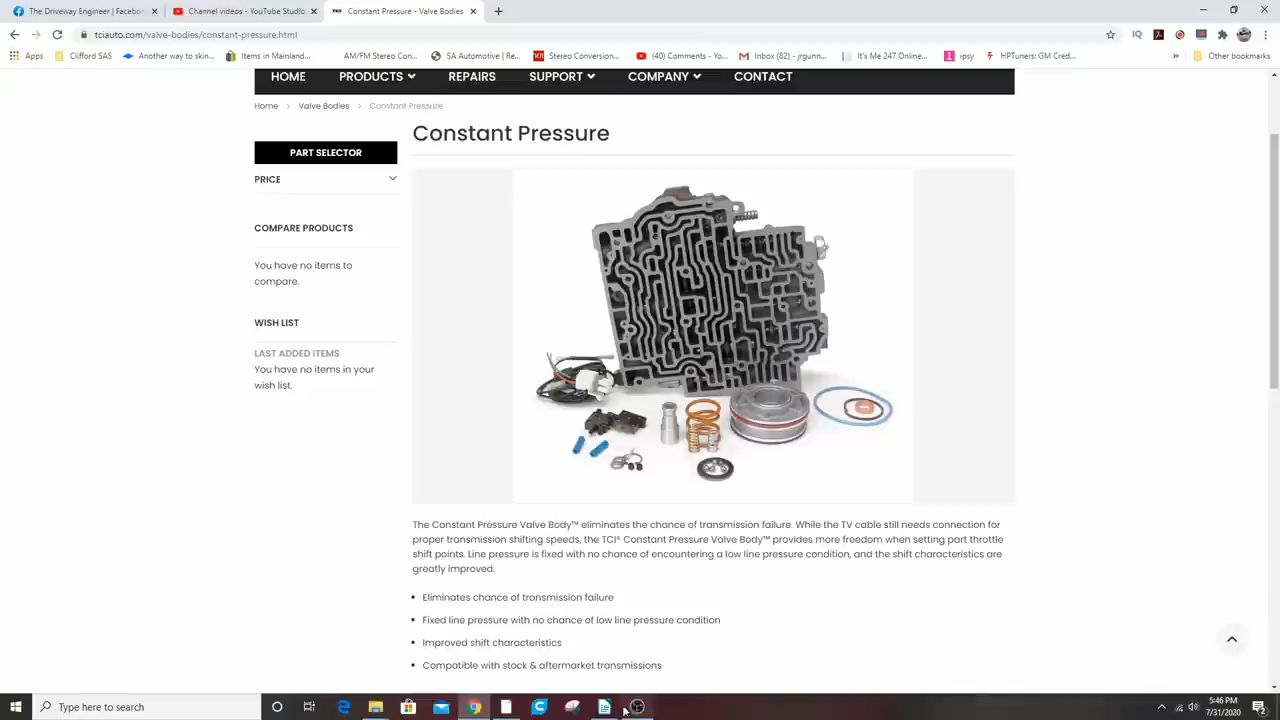 The Driveway Engineer | Facebo
Channel videos - YouTube Studio
Constant Pressure - Valve Bodies
tciauto.com/valve-bodies/constant-pressure.html
Apps
Clifford SAS
Another way to skin...
Items in Mainland...
AM/FM Stereo Con...
SA Automotive | Re...
Stereo Conversion...
(40) Comments - Yo...
Inbox (82) - jrgunn...
It's Me 247 Online...
ipsy
HPTuners: GM Cred...
»
Other bookmarks
HOME PRODUCTS REPAIRS SUPPORT COMPANY CONTACT
Home > Valve Bodies > Constant Pressure
Constant Pressure
PART SELECTOR
PRICE
COMPARE PRODUCTS
You have no items to
compare.
WISH LIST
LAST ADDED ITEMS
You have no items in your
wish list.
The Constant Pressure Valve Body™ eliminates the chance of transmission failure. While the TV cable still needs connection for
proper transmission shifting speeds, the TCI® Constant Pressure Valve Body™ provides more freedom when setting part throttle
shift points. Line pressure is fixed with no chance of encountering a low line pressure condition, and the shift characteristics are
greatly improved.
• Eliminates chance of transmission failure
• Fixed line pressure with no chance of low line pressure condition
• Improved shift characteristics
• Compatible with stock & aftermarket transmissions
Type here to search
5:46 PM
7/31/2020
2